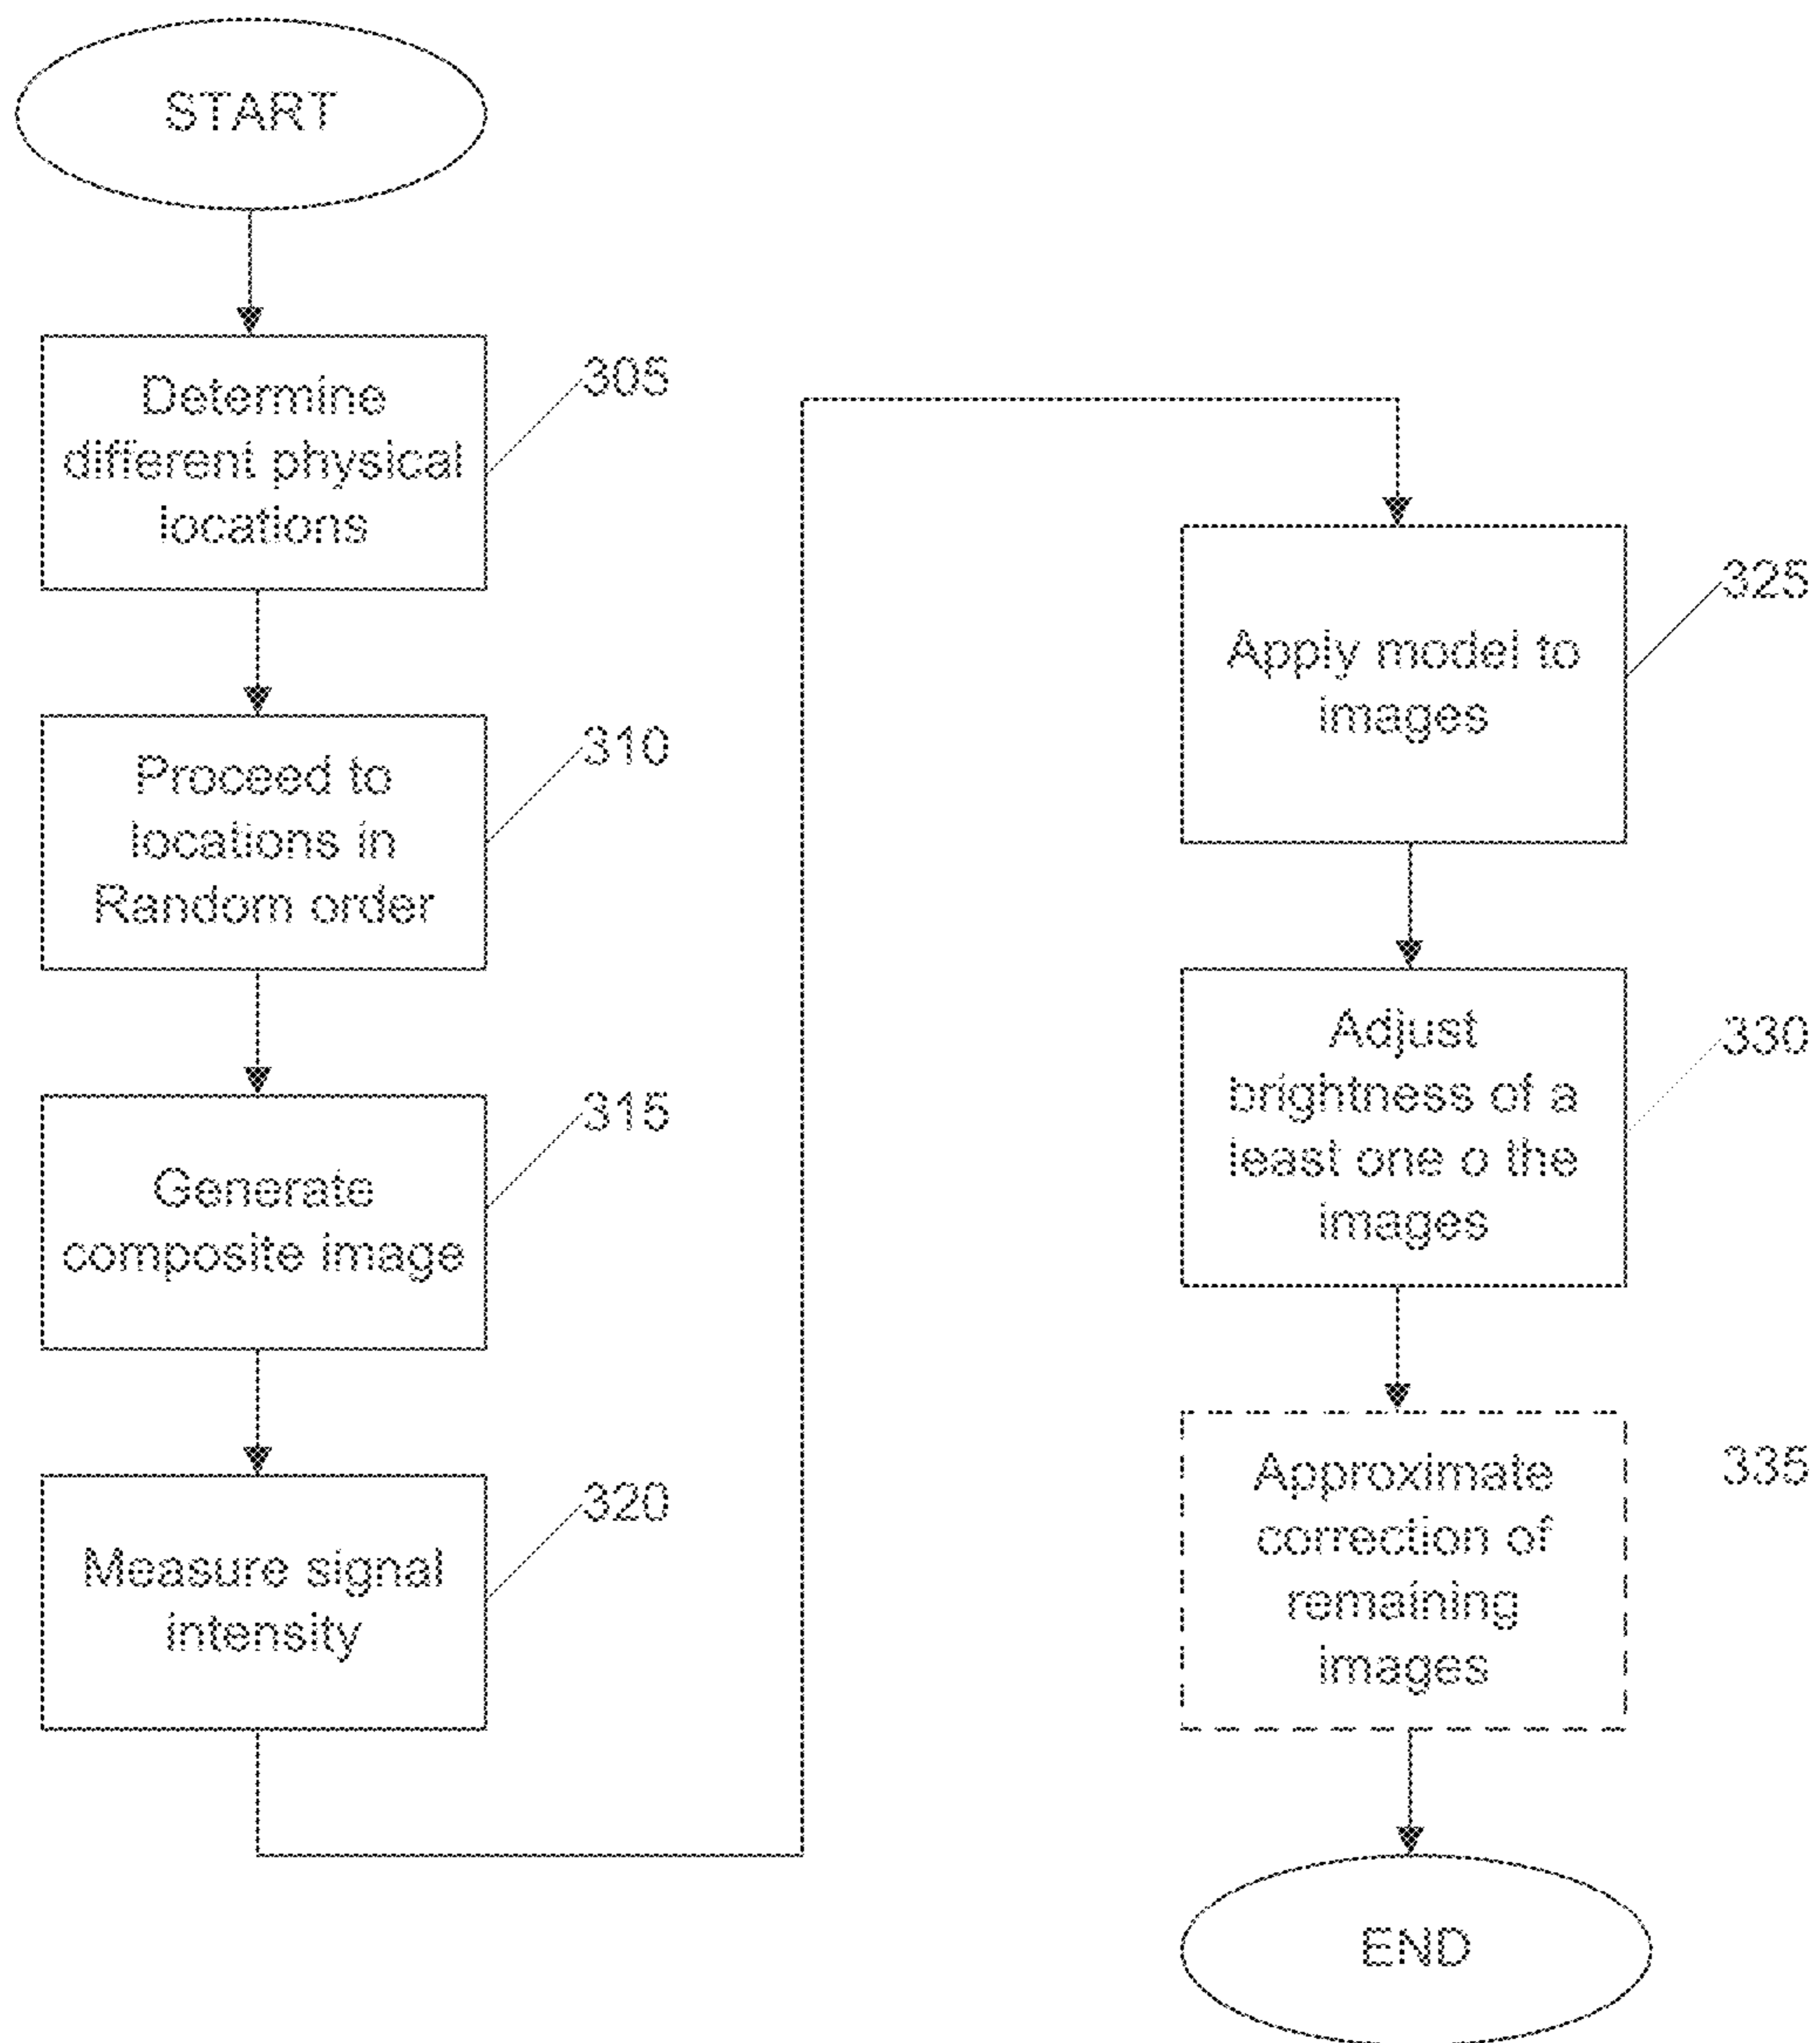 START
Determine
different physical
locations
305
Proceed to
locations in
Random order
310
Generate
composite image
315
Measure signal
intensity
320
Apply model to
images
325
Adjust
brightness of a
least one o the
images
330
Approximate
correction of
remaining
images
335
END